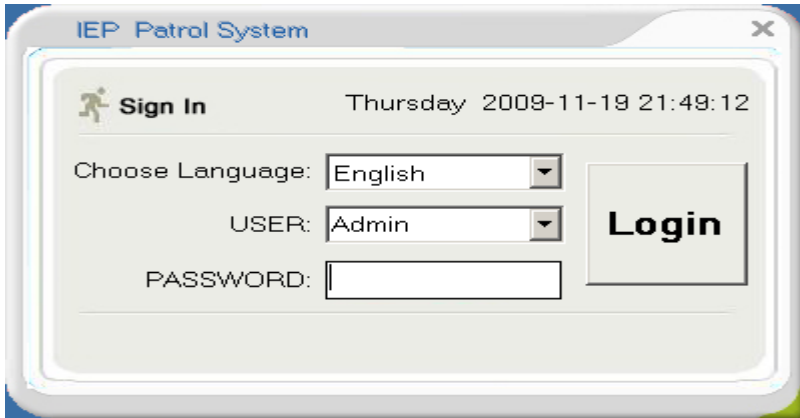 IEP Patrol System
Sign In Thursday 2009-11-19 21:49:12
Choose Language: English
USER: Admin
Login
PASSWORD: